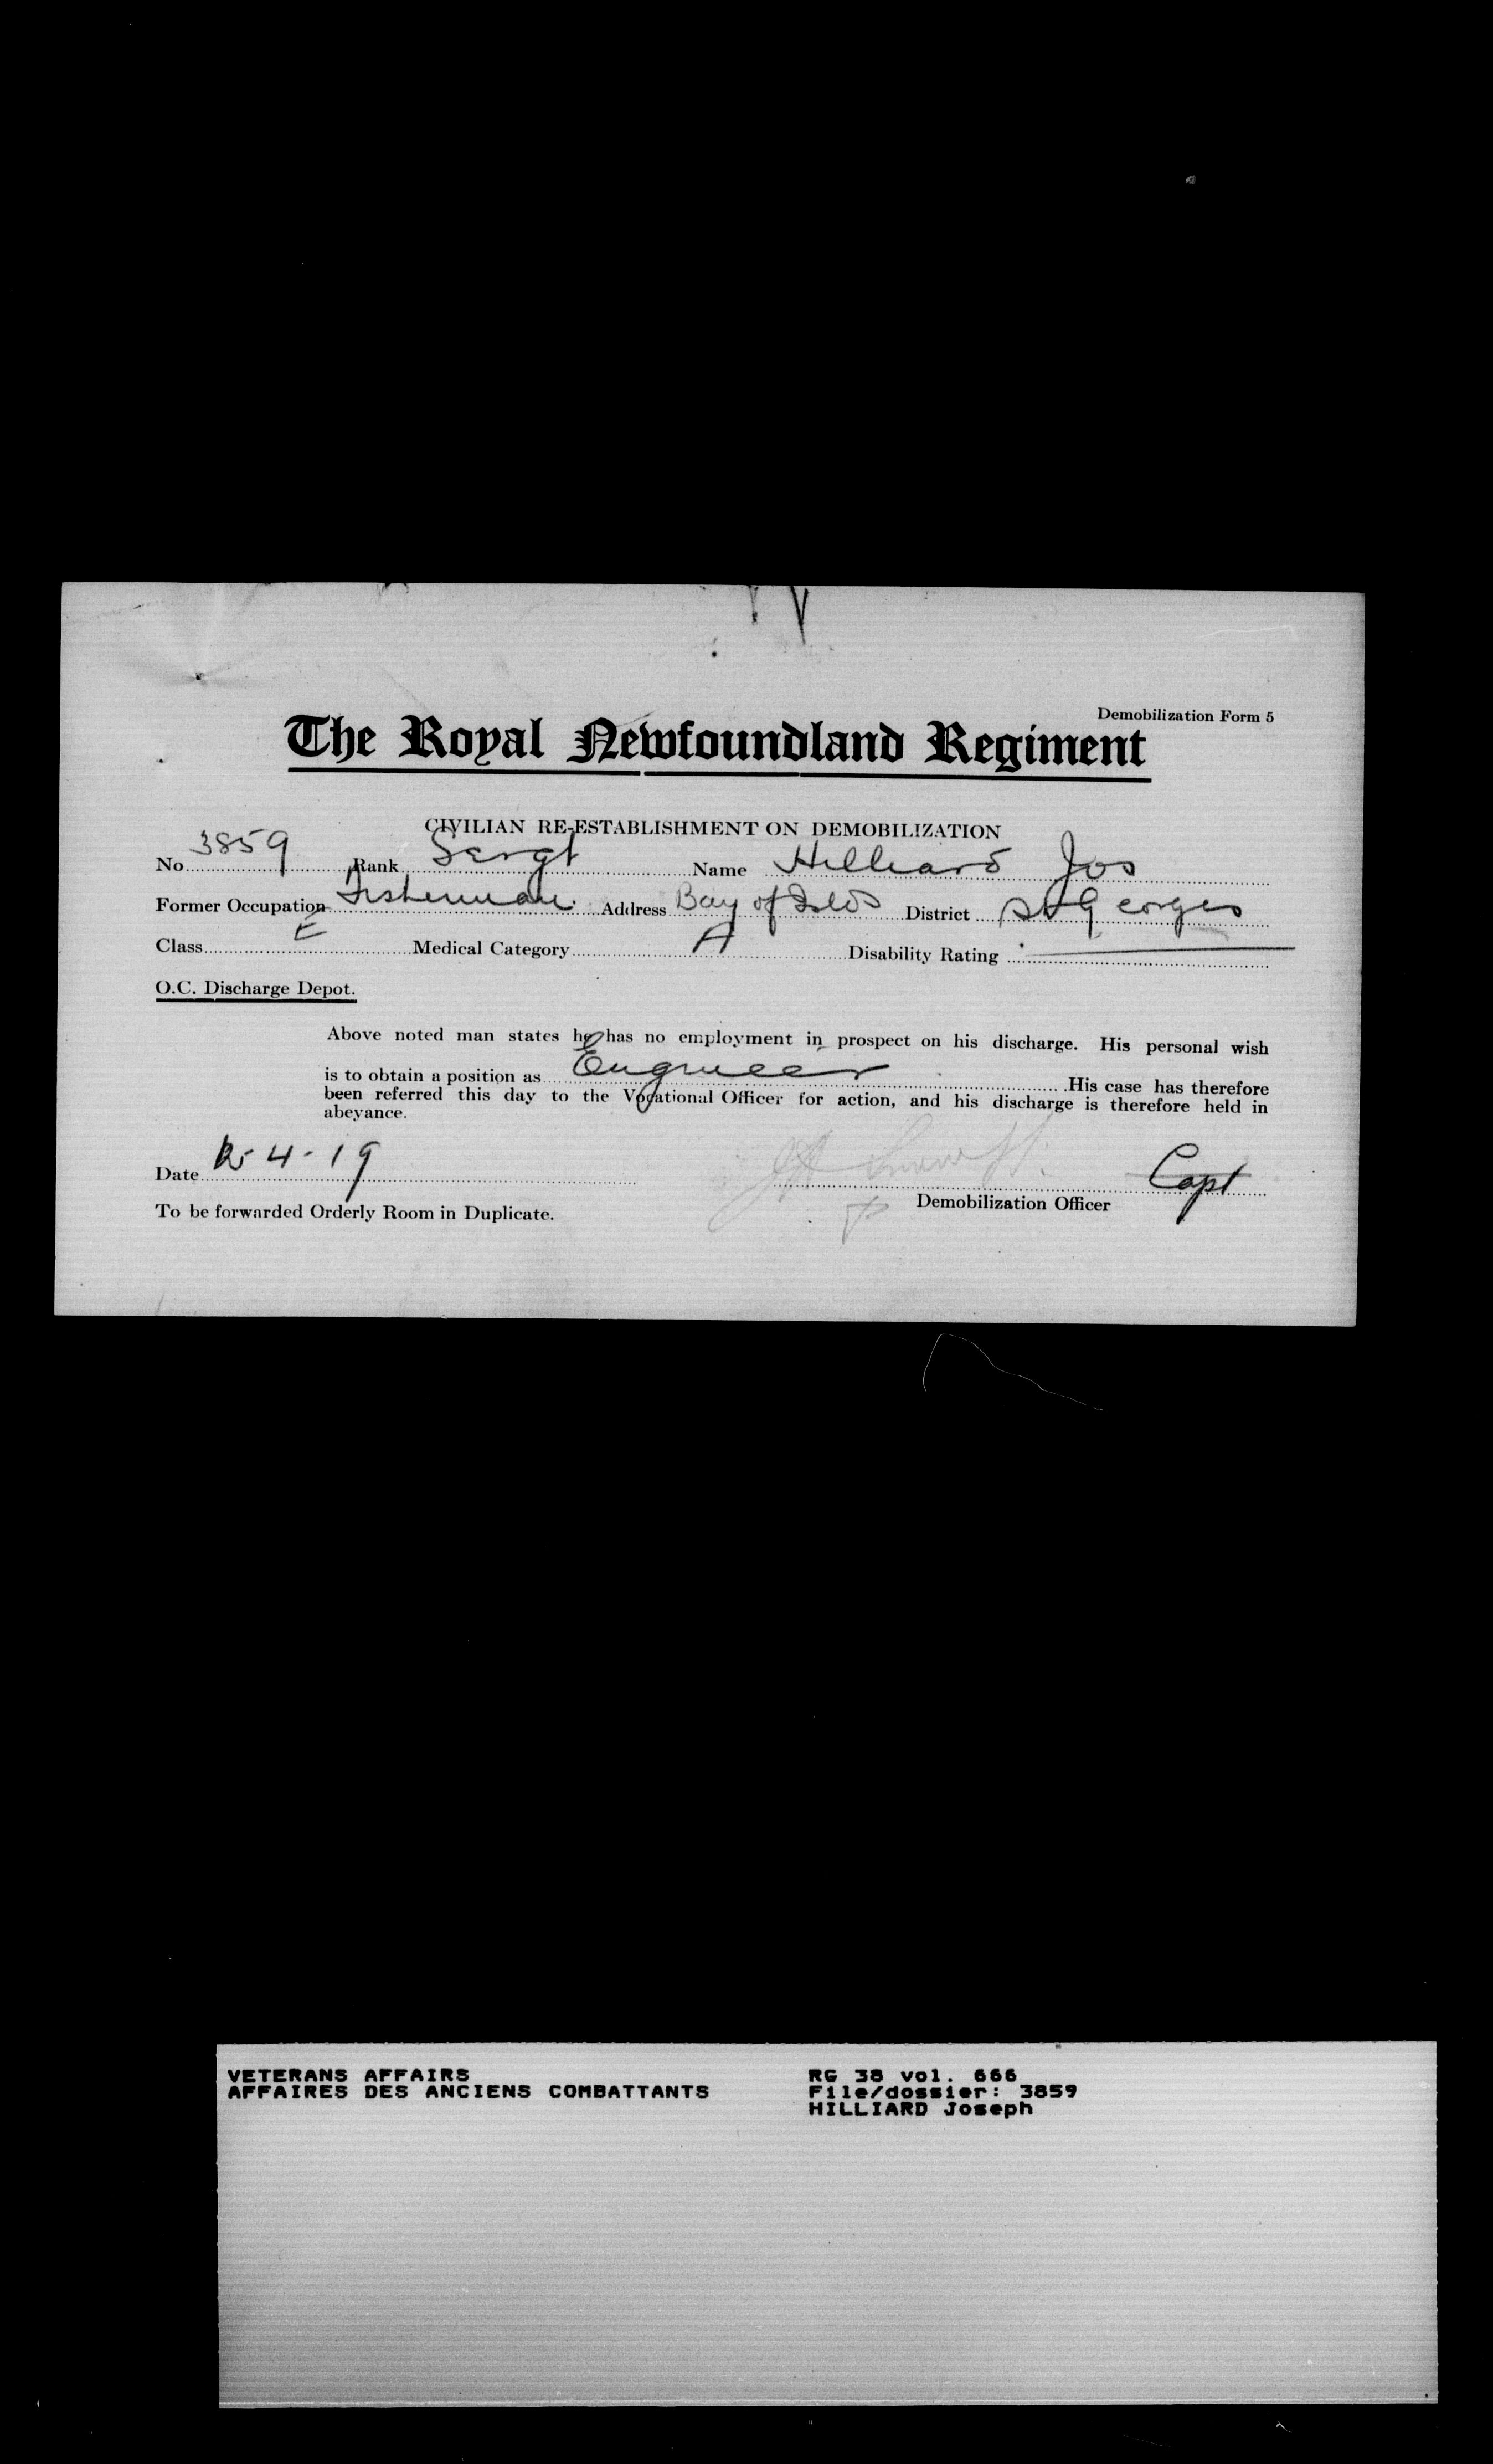 Demobilization Form 5
The Royal Newfoundland Regiment
CIVILIAN RE-ESTABLISHMENT ON DEMOBILIZATION
No. 3859 Rank Sergt Name Hilliard Jos
Former Occupation Fisherman Address Bay of Islds District St Georges
Class E Medical Category A Disability Rating —
O.C. Discharge Depot.
Above noted man states he has no employment in prospect on his discharge. His personal wish
is to obtain a position as Engineer His case has therefore
been referred this day to the Vocational Officer for action, and his discharge is therefore held in
abeyance.
Date 4-19
Capt
Demobilization Officer
To be forwarded Orderly Room in Duplicate.
VETERANS AFFAIRS
AFFAIRES DES ANCIENS COMBATTANTS
RG 38 vol. 666
File/dossier: 3859
HILLIARD Joseph